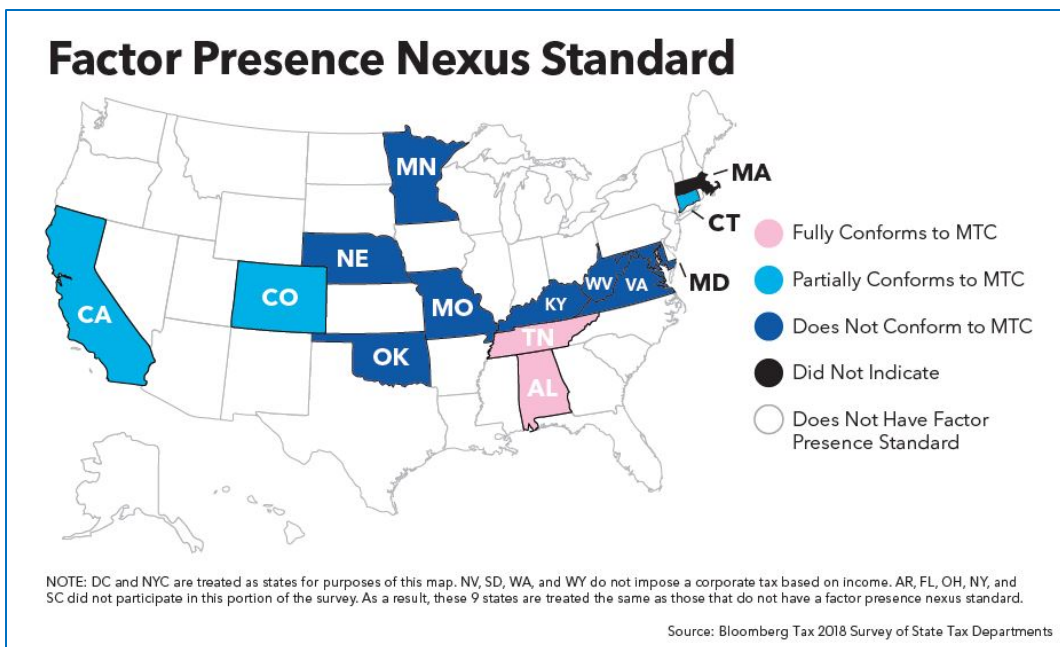 Factor Presence Nexus Standard
MN
MA
CT
NE
MD
WV
VA
CO
CA
MO
KY
TN
OK
AL
Fully Conforms to MTC
Partially Conforms to MTC
Does Not Conform to MTC
Did Not Indicate
Does Not Have Factor
Presence Standard
NOTE: DC and NYC are treated as states for purposes of this map. NV, SD, WA, and WY do not impose a corporate tax based on income. AR, FL, OH, NY, and
SC did not participate in this portion of the survey. As a result, these 9 states are treated the same as those that do not have a factor presence nexus standard.
Source: Bloomberg Tax 2018 Survey of State Tax Departments